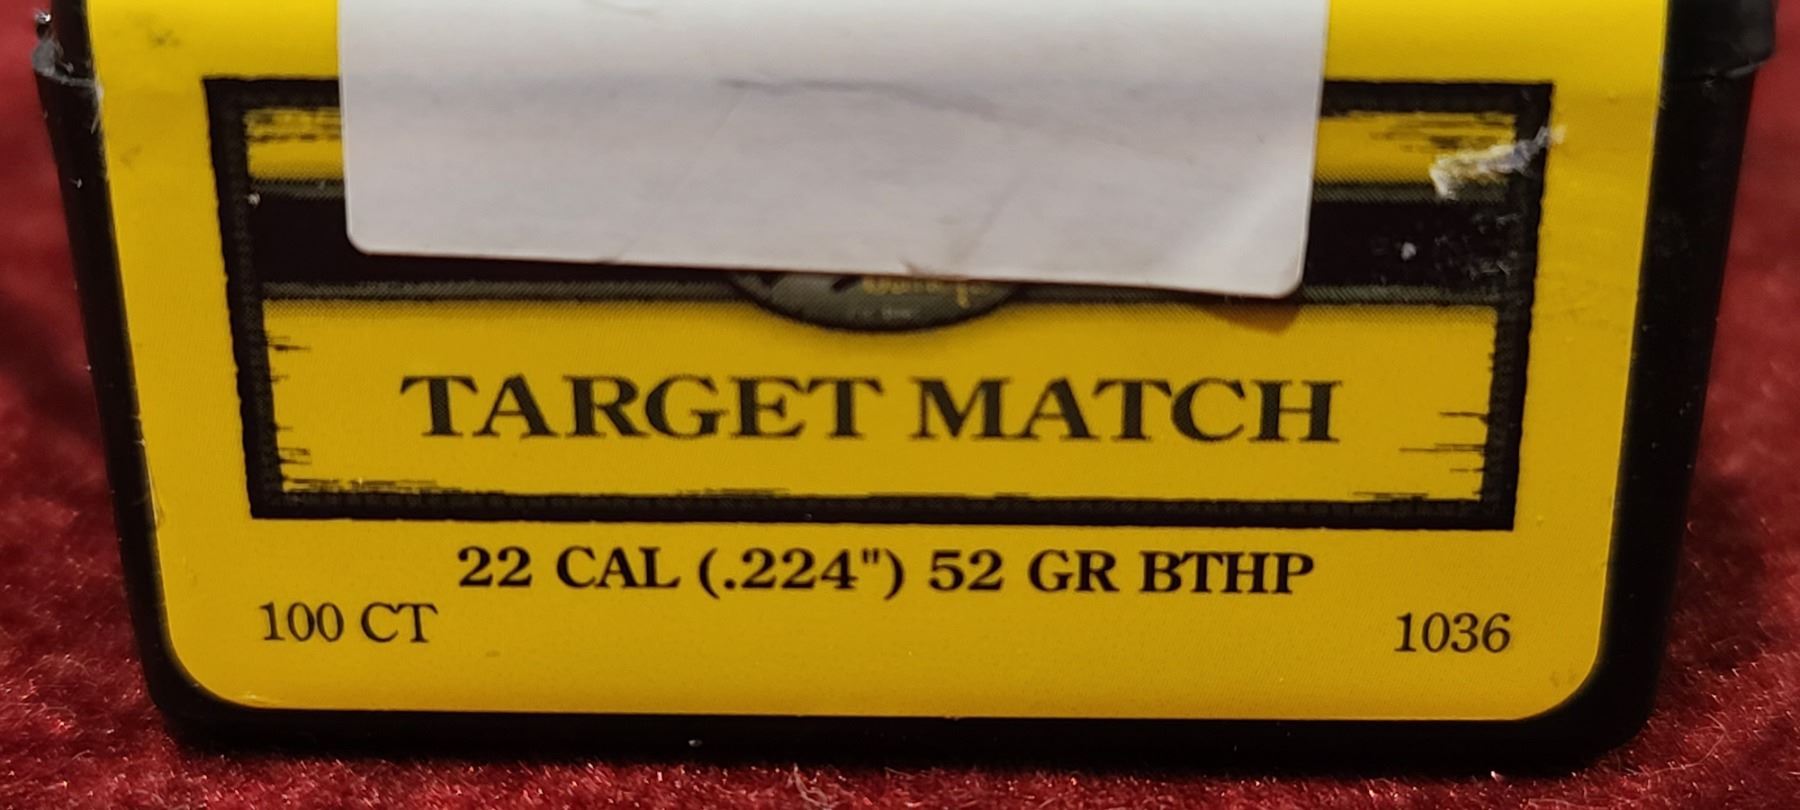 TARGET MATCH
22 CAL (.224") 52 GR BTHP
100 CT 1036